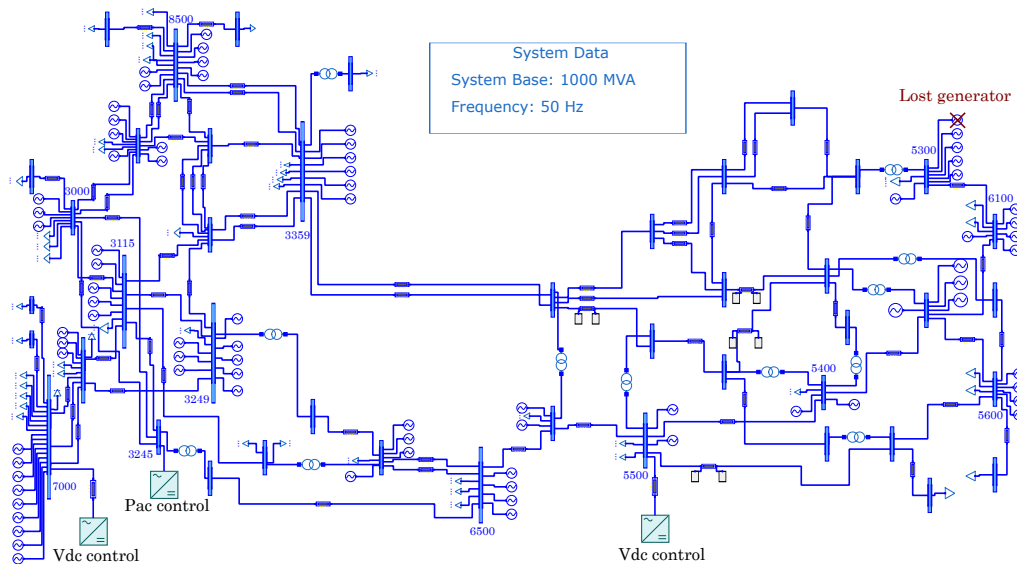 8500
System Data
System Base: 1000 MVA
Frequency: 50 Hz
Lost generator
5300
3000
6100
3115
3359
3249
5400
5600
3245
5500
7000
Pac control
6500
Vdc control
Vdc control